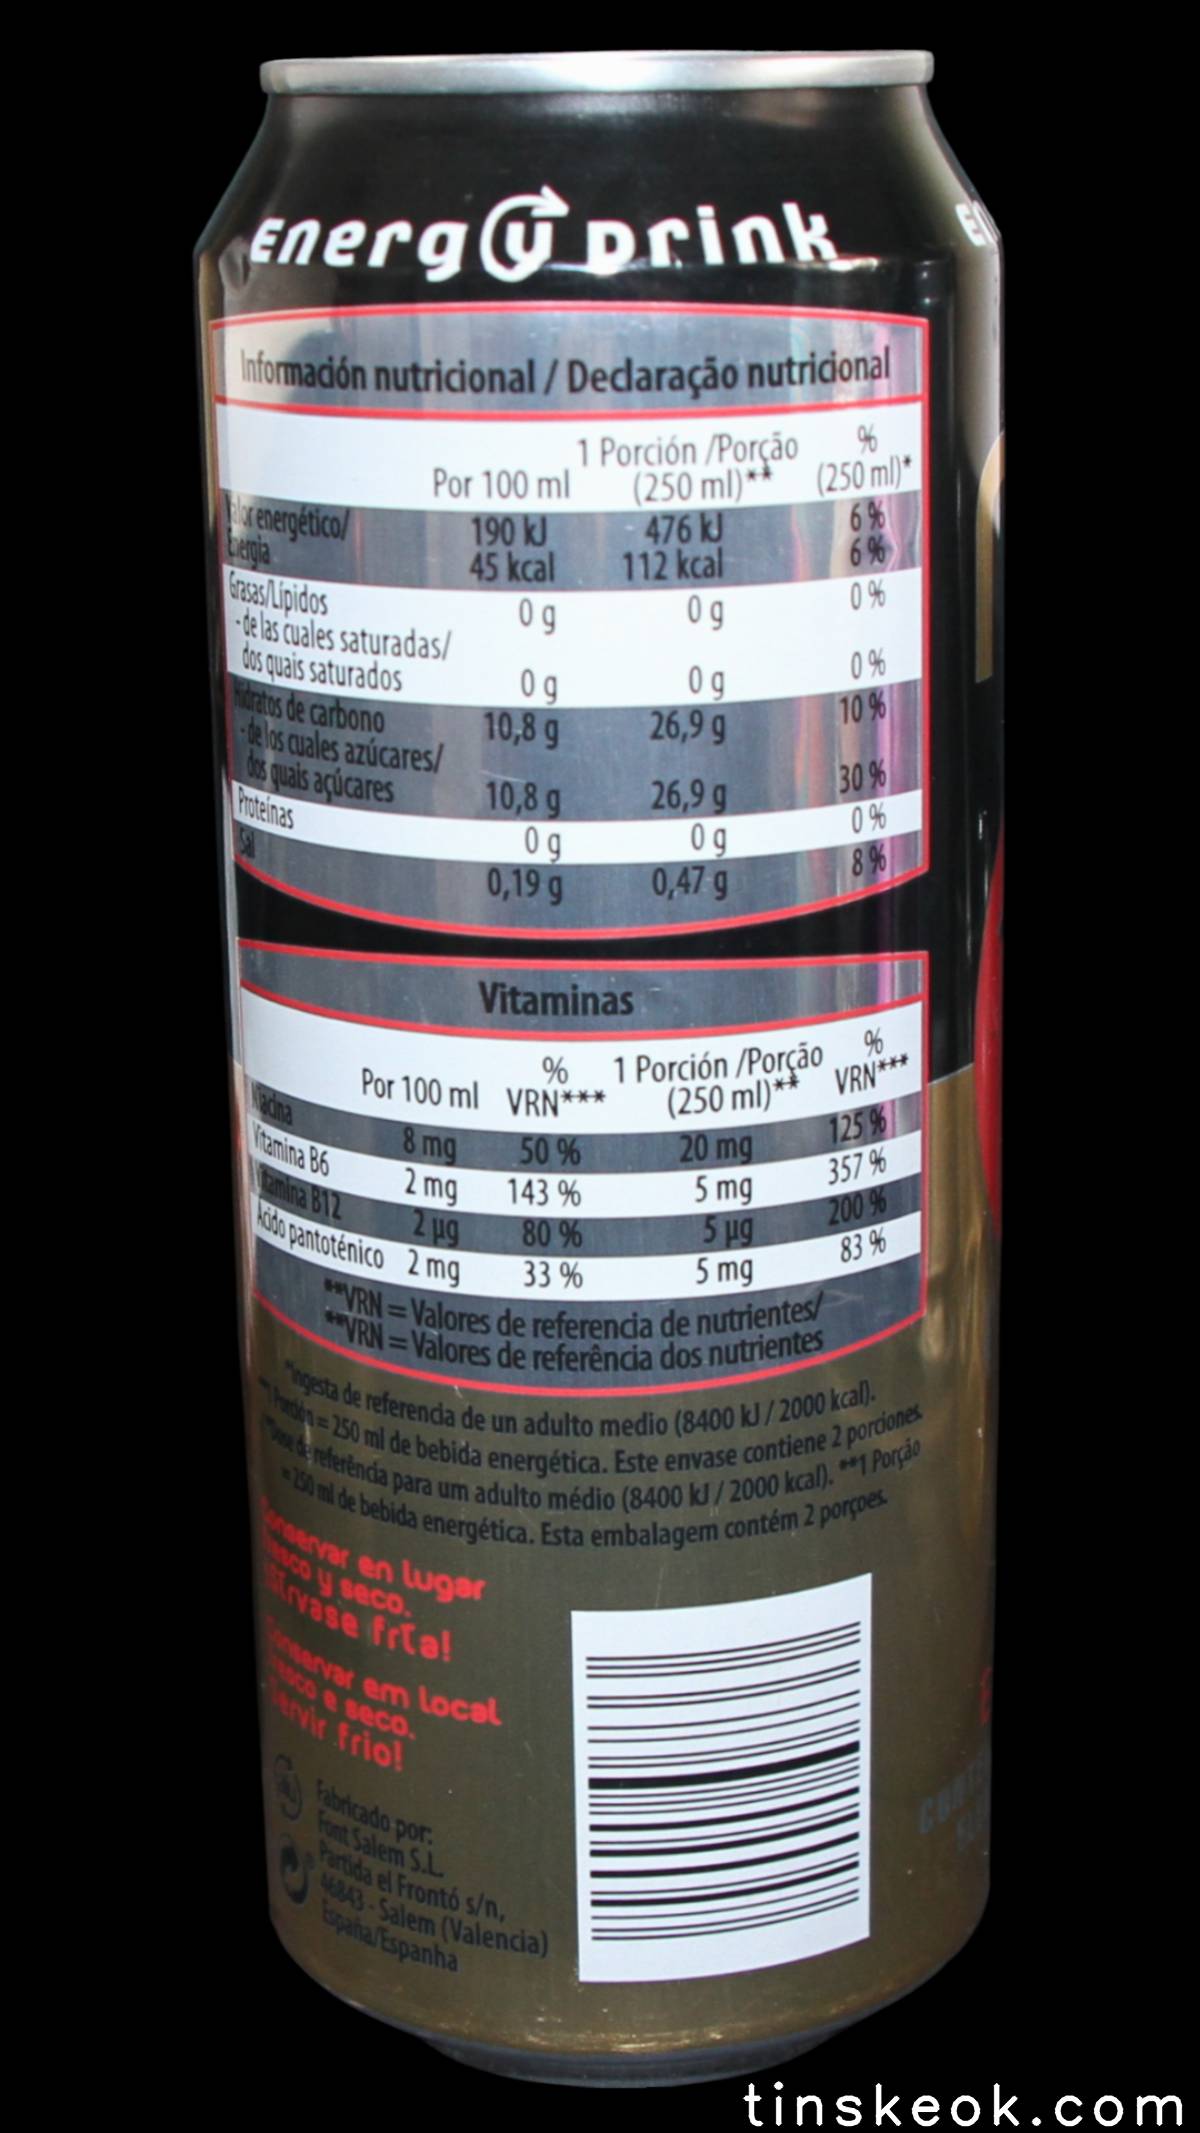 Energy Drink
Información nutricional / Declaração nutricional
Por 100 ml 1 Porción /Porção (250 ml)** % (250 ml)*
Valor energético/
Energia 190 kJ 476 kJ 6 %
45 kcal 112 kcal 6 %
Grasas/Lípidos 0 g 0 g 0 %
- de las cuales saturadas/
dos quais saturados 0 g 0 g 0 %
Hidratos de carbono 10,8 g 26,9 g 10 %
- de los cuales azúcares/
dos quais açúcares 10,8 g 26,9 g 30 %
Proteínas 0 g 0 g 0 %
Sal 0,19 g 0,47 g 8 %
Vitaminas
Por 100 ml % VRN*** 1 Porción /Porção (250 ml)** % VRN***
Niacina 8 mg 50 % 20 mg 125 %
Vitamina B6 2 mg 143 % 5 mg 357 %
Vitamina B12 2 µg 80 % 5 µg 200 %
Ácido pantoténico 2 mg 33 % 5 mg 83 %
**VRN = Valores de referencia de nutrientes/
**VRN = Valores de referência dos nutrientes
*Ingesta de referencia de un adulto medio (8400 kJ / 2000 kcal).
**1 Porción = 250 ml de bebida energética. Este envase contiene 2 porciones.
*Dose de referência para um adulto médio (8400 kJ / 2000 kcal). **1 Porção
= 250 ml de bebida energética. Esta embalagem contém 2 porções.
Conservar en lugar
fresco y seco.
¡Sírvase fría!
Conservar em local
fresco e seco.
Servir frio!
Fabricado por:
Font Salem S.L.
Partida el Frontó s/n,
46843 - Salem (Valencia)
España/Espanha
tinskeok.com